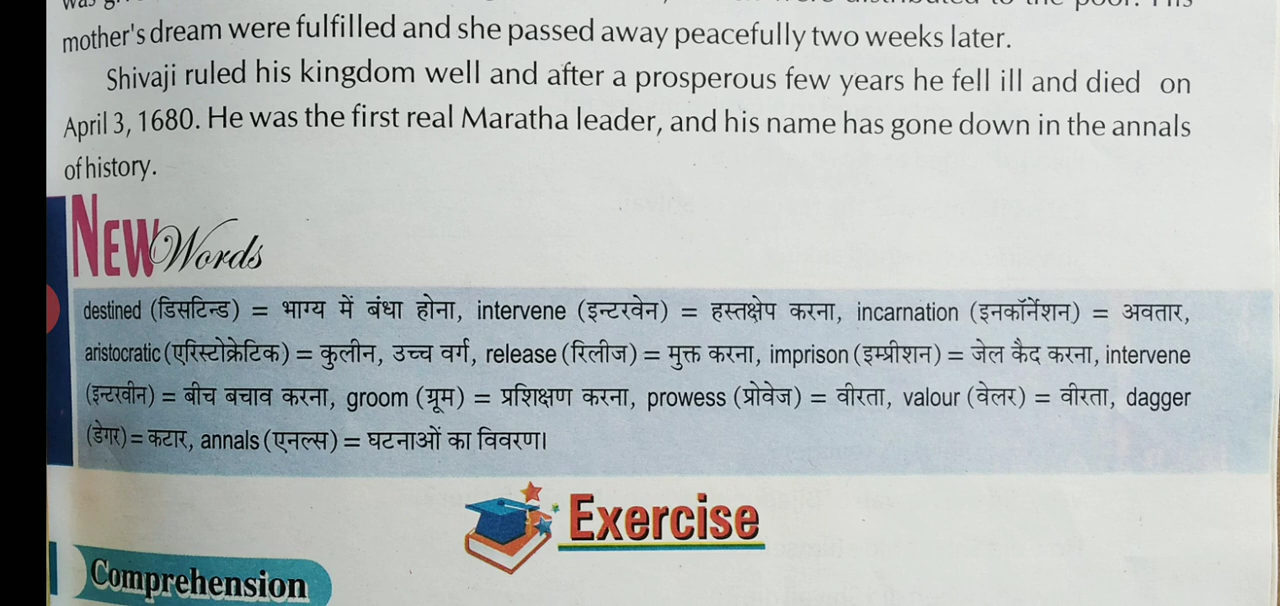 distributed to the poor. His
mother's dream were fulfilled and she passed away peacefully two weeks later.
Shivaji ruled his kingdom well and after a prosperous few years he fell ill and died on
April 3, 1680. He was the first real Maratha leader, and his name has gone down in the annals
of history.
NEW Words
destined (डिसटिन्ड) = भाग्य में बंधा होना, intervene (इन्टरवेन) = हस्तक्षेप करना, incarnation (इनकॉर्नेशन) = अवतार,
aristocratic (एरिस्टोक्रेटिक) = कुलीन, उच्च वर्ग, release (रिलीज) = मुक्त करना, imprison (इम्प्रीशन) = जेल कैद करना, intervene
(इन्टरवीन) = बीच बचाव करना, groom (ग्रूम) = प्रशिक्षण करना, prowess (प्रोवेज) = वीरता, valour (वेलर) = वीरता, dagger
(डेगर) = कटार, annals (एनल्स) = घटनाओं का विवरण।
Exercise
Comprehension